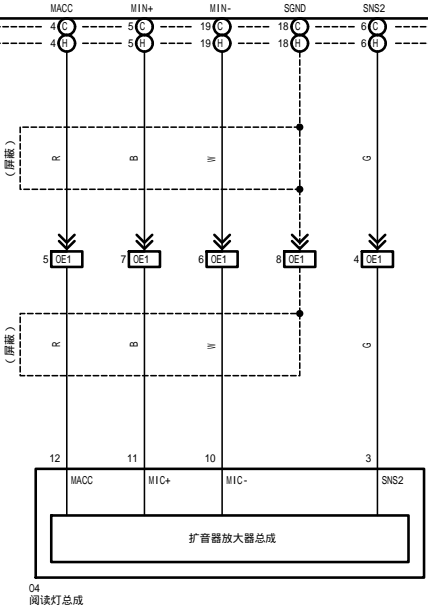 MACC MIN+ MIN- SGND SNS2
4 C 5 C 19 C 18 C 6 C
4 H 5 H 19 H 18 H 6 H
（屏蔽）
R B W G
5 OE1 7 OE1 6 OE1 8 OE1 4 OE1
（屏蔽）
R B W G
12 11 10 3
MACC MIC+ MIC- SNS2
扩音器放大器总成
04
阅读灯总成